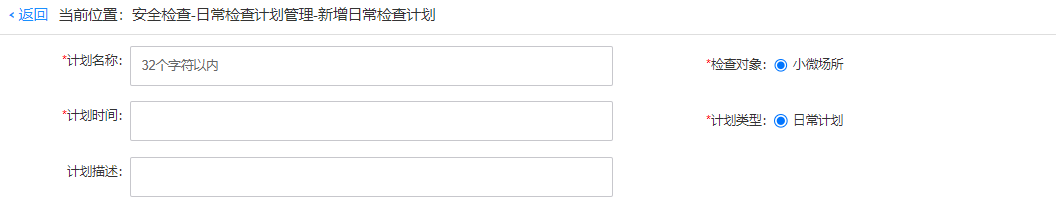 返回 当前位置：安全检查-日常检查计划管理-新增日常检查计划
*计划名称： 32个字符以内 *检查对象： 小微场所
*计划时间： *计划类型： 日常计划
计划描述：